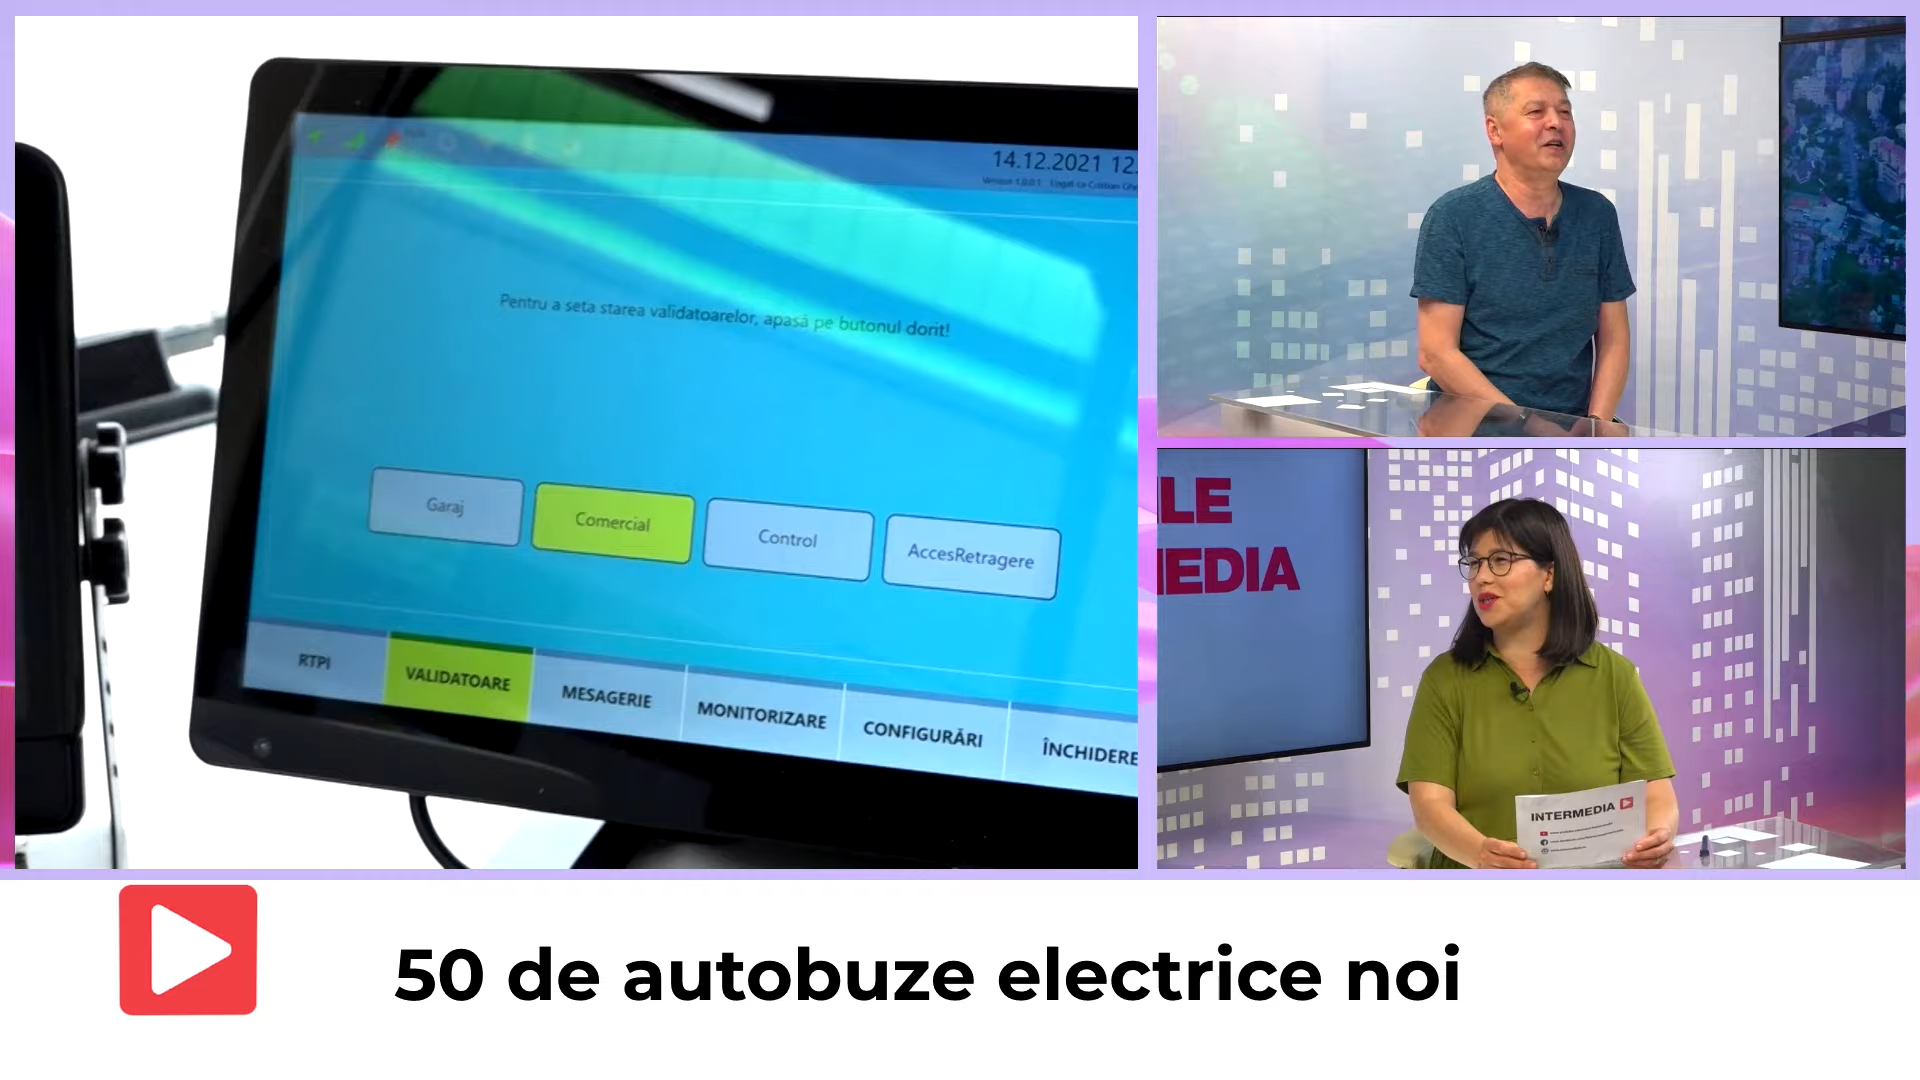 14.12.2021 12.
Pentru a seta starea validatoarelor, apasă pe butonul dorit!
Garaj
Comercial
Control
AccesRetragere
RTPI
VALIDATOARE
MESAGERIE
MONITORIZARE
CONFIGURĂRI
ÎNCHIDERE
LE
EDIA
INTERMEDIA
50 de autobuze electrice noi